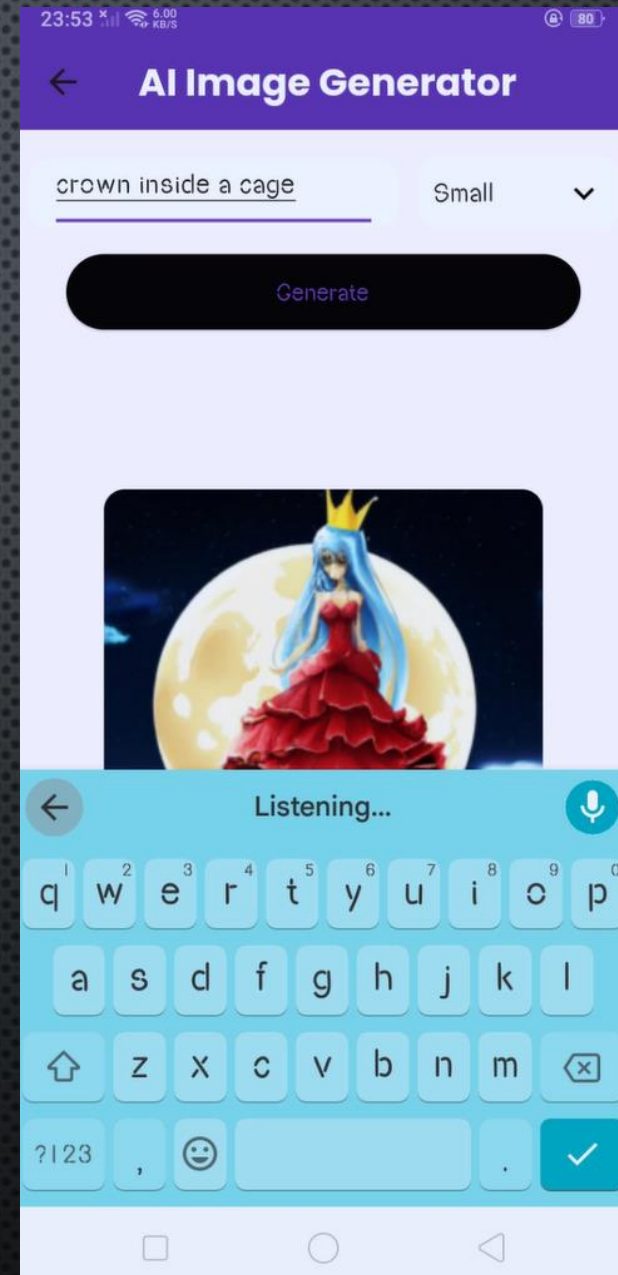 23:53 6.00 KB/S 80
AI Image Generator
crown inside a cage Small
Generate
Listening...
1 2 3 4 5 6 7 8 9 0
q w e r t y u i o p
a s d f g h j k l
z x c v b n m
?123 , .